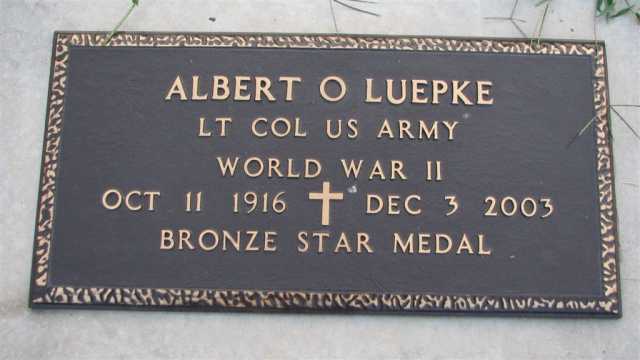 ALBERT O LUEPKE
LT COL US ARMY
WORLD WAR II
OCT 11 1916 DEC 3 2003
BRONZE STAR MEDAL